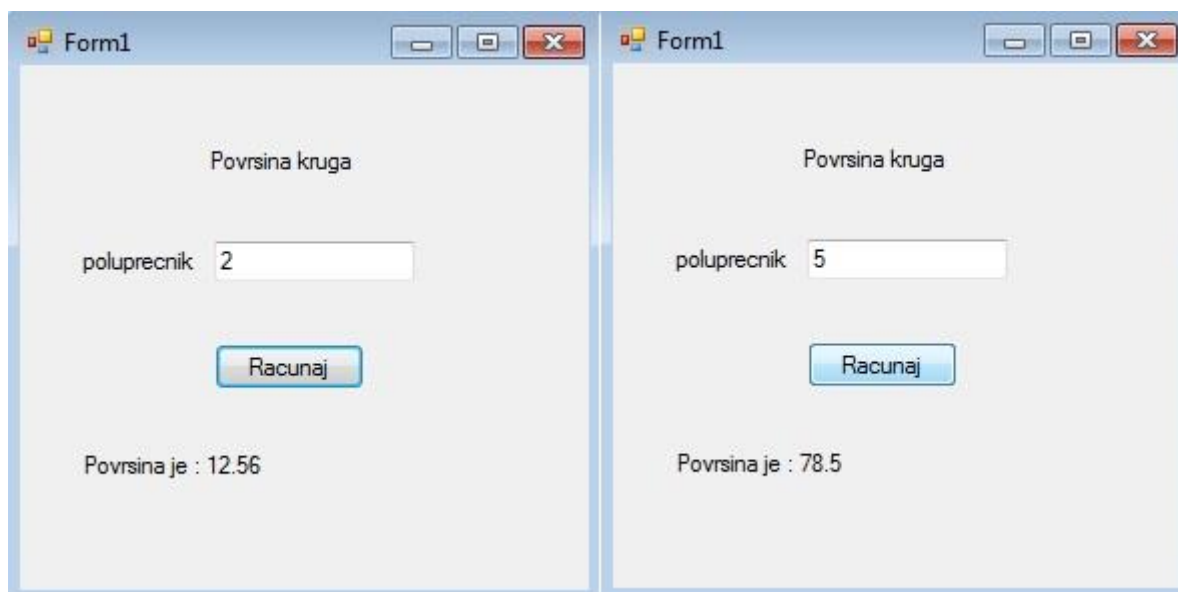 Form1
Povrsina kruga
poluprecnik 2
Racunaj
Povrsina je : 12.56
Form1
Povrsina kruga
poluprecnik 5
Racunaj
Povrsina je : 78.5